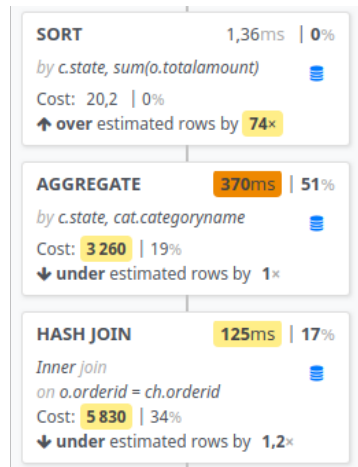 SORT 1,36ms | 0%
by c.state, sum(o.totalamount)
Cost: 20,2 | 0%
↑ over estimated rows by 74×
AGGREGATE 370ms | 51%
by c.state, cat.categoryname
Cost: 3 260 | 19%
↓ under estimated rows by 1×
HASH JOIN 125ms | 17%
Inner join
on o.orderid = ch.orderid
Cost: 5 830 | 34%
↓ under estimated rows by 1,2×